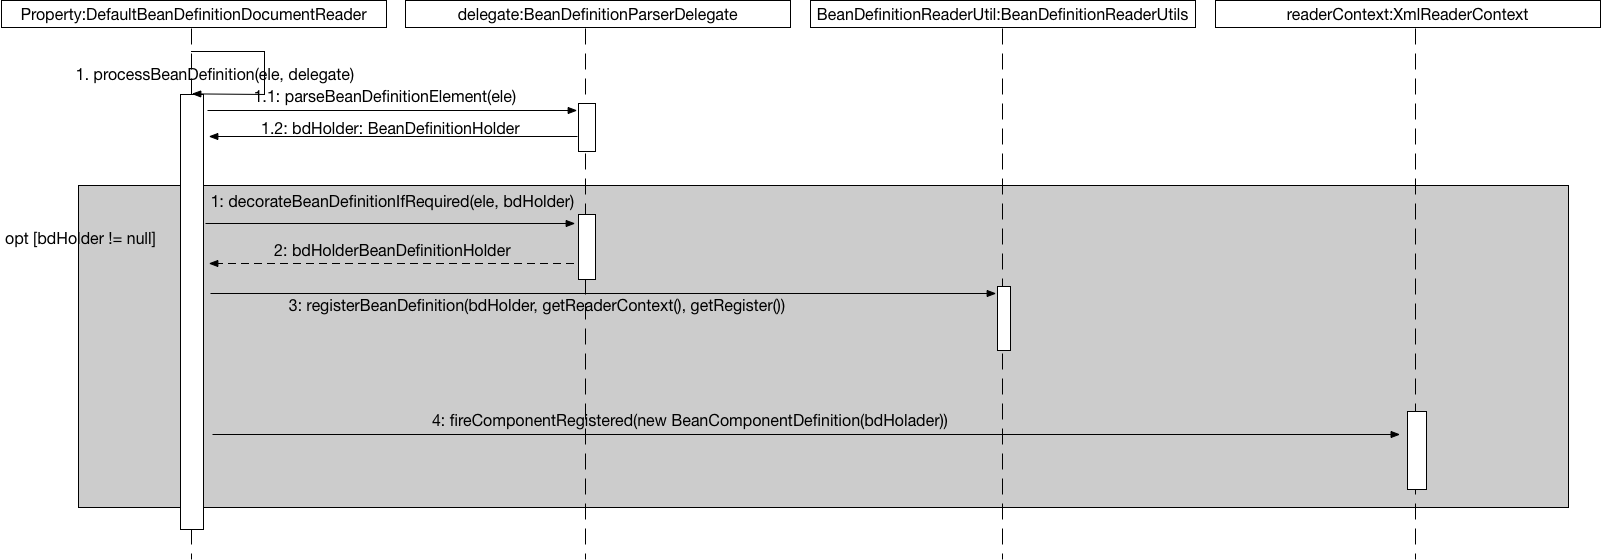 Property:DefaultBeanDefinitionDocumentReader
delegate:BeanDefinitionParserDelegate
BeanDefinitionReaderUtil:BeanDefinitionReaderUtils
readerContext:XmlReaderContext
1. processBeanDefinition(ele, delegate)
1.1: parseBeanDefinitionElement(ele)
1.2: bdHolder: BeanDefinitionHolder
1: decorateBeanDefinitionIfRequired(ele, bdHolder)
opt [bdHolder != null]
2: bdHolderBeanDefinitionHolder
3: registerBeanDefinition(bdHolder, getReaderContext(), getRegister())
4: fireComponentRegistered(new BeanComponentDefinition(bdHolader))